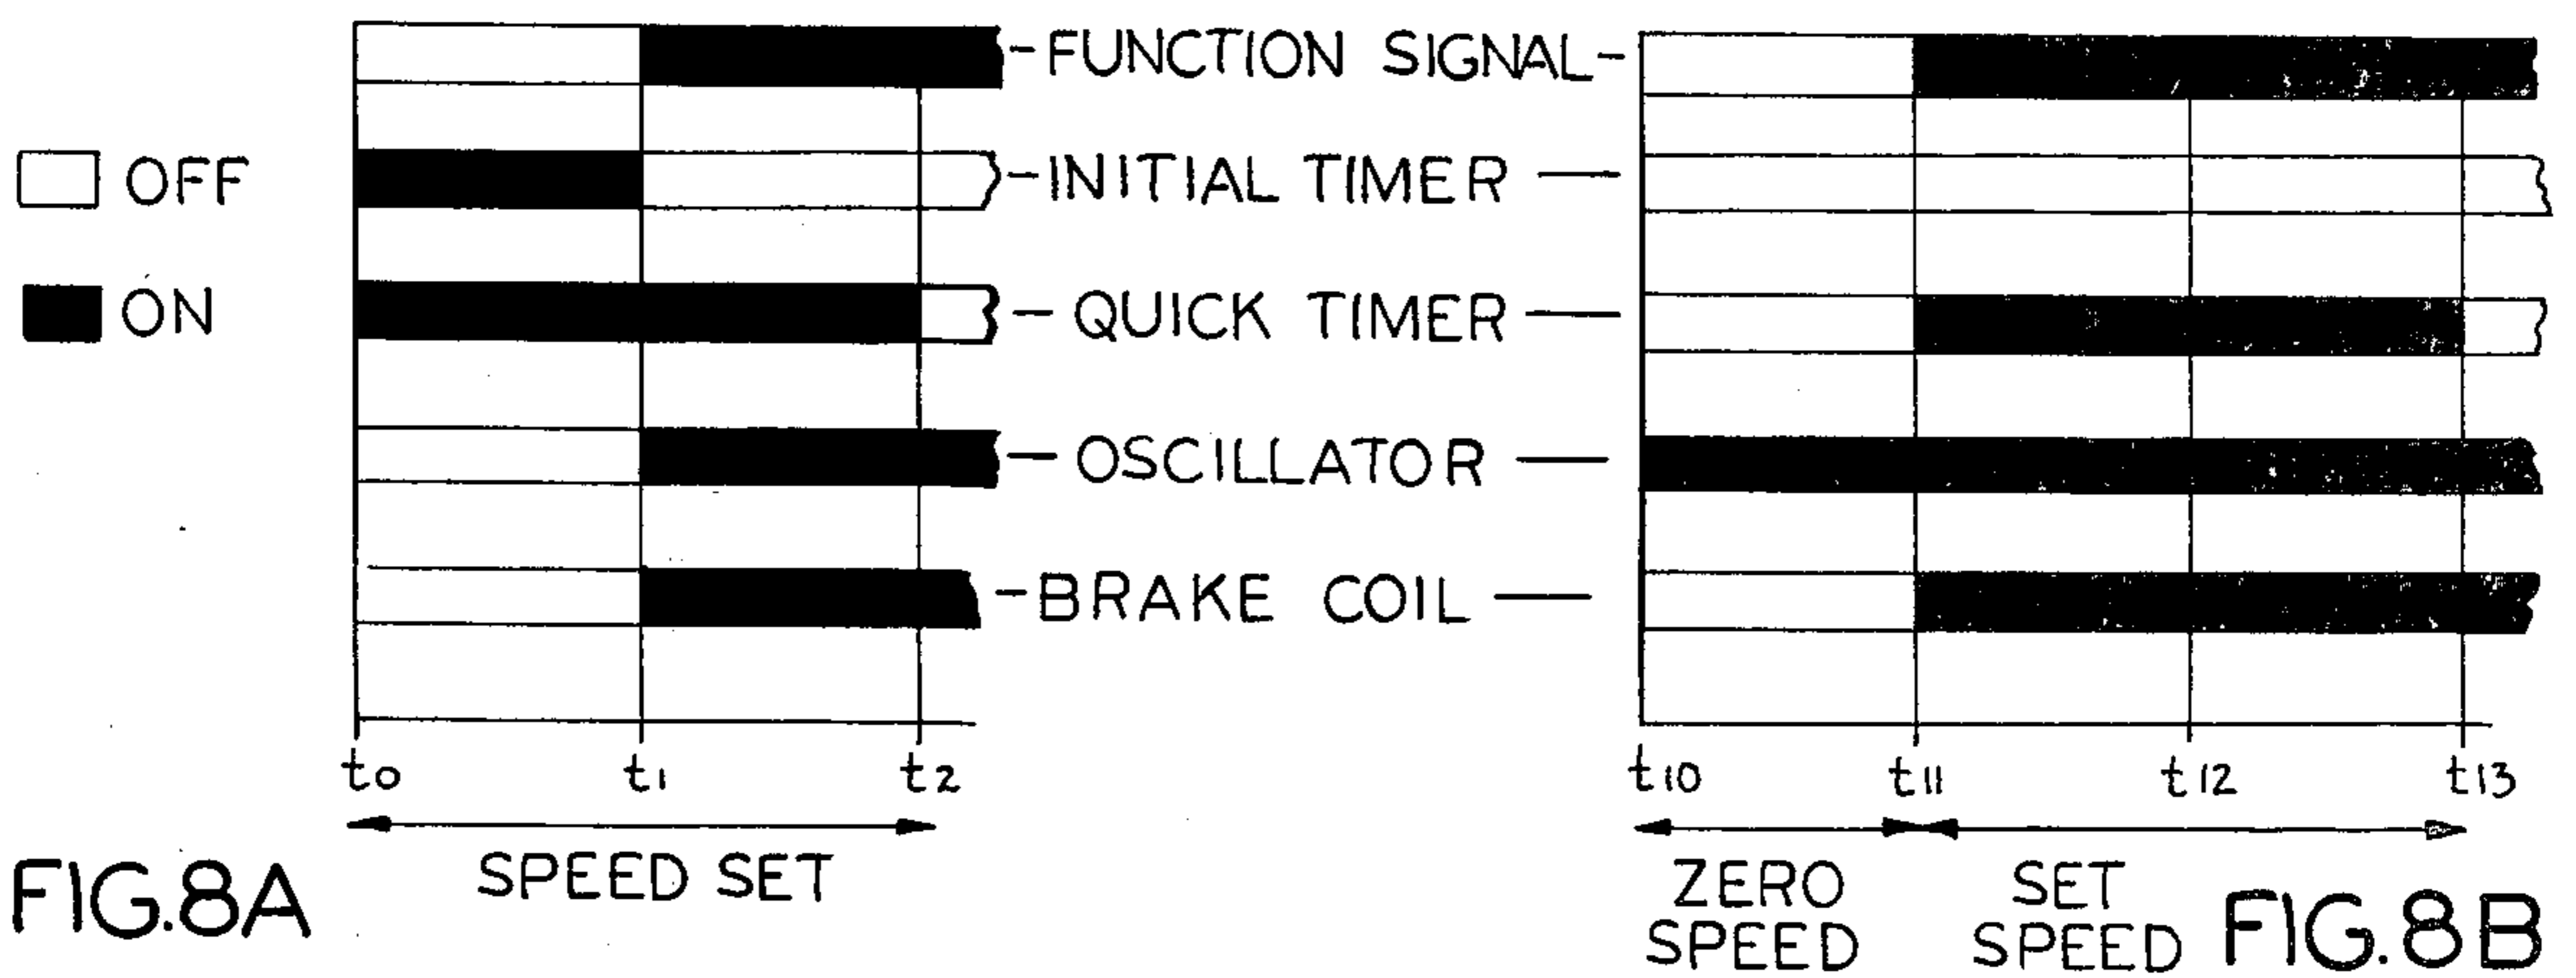 FUNCTION SIGNAL
OFF
INITIAL TIMER
ON
QUICK TIMER
OSCILLATOR
BRAKE COIL
t0 t1 t2
t10 t11 t12 t13
SPEED SET
ZERO SPEED
SET SPEED
FIG.8A
FIG.8B